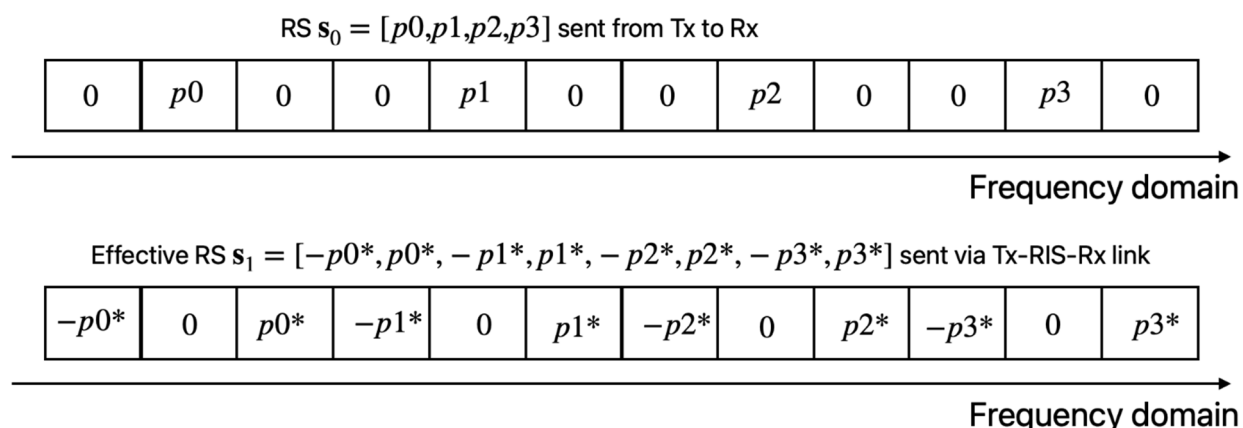 RS s₀ = [p0,p1,p2,p3] sent from Tx to Rx
0 p0 0 0 p1 0 0 p2 0 0 p3 0
Frequency domain
Effective RS s₁ = [−p0*, p0*, − p1*, p1*, − p2*, p2*, − p3*, p3*] sent via Tx-RIS-Rx link
−p0* 0 p0* −p1* 0 p1* −p2* 0 p2* −p3* 0 p3*
Frequency domain